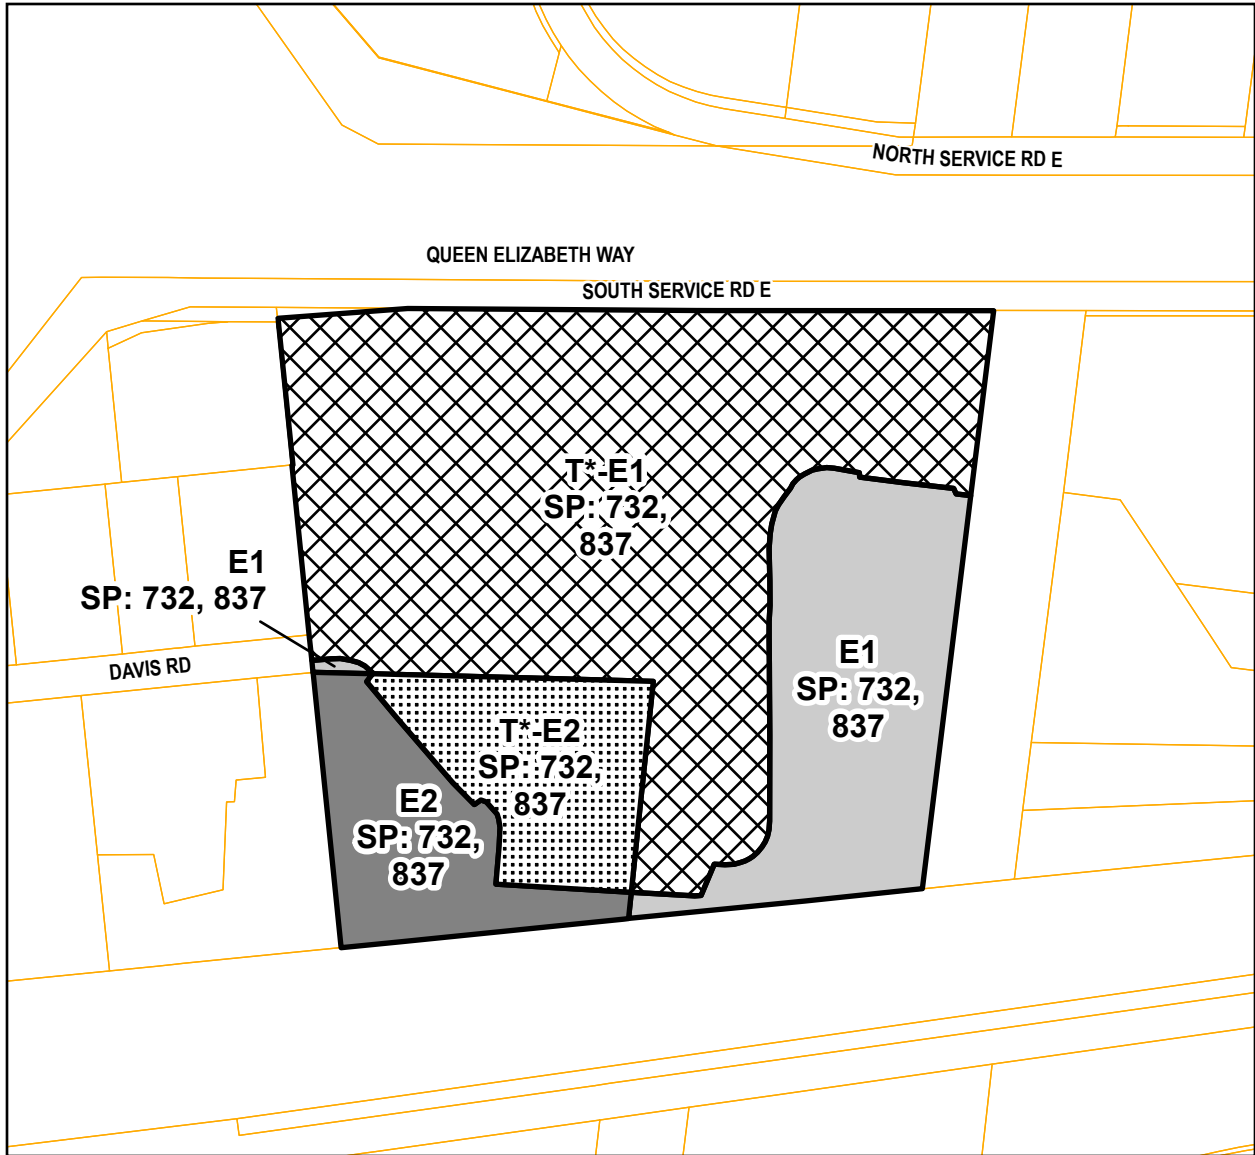 NORTH SERVICE RD E
QUEEN ELIZABETH WAY
SOUTH SERVICE RD E
T*-E1
SP: 732,
837
E1
SP: 732, 837
DAVIS RD
E1
SP: 732,
837
T*-E2
SP: 732,
837
E2
SP: 732,
837